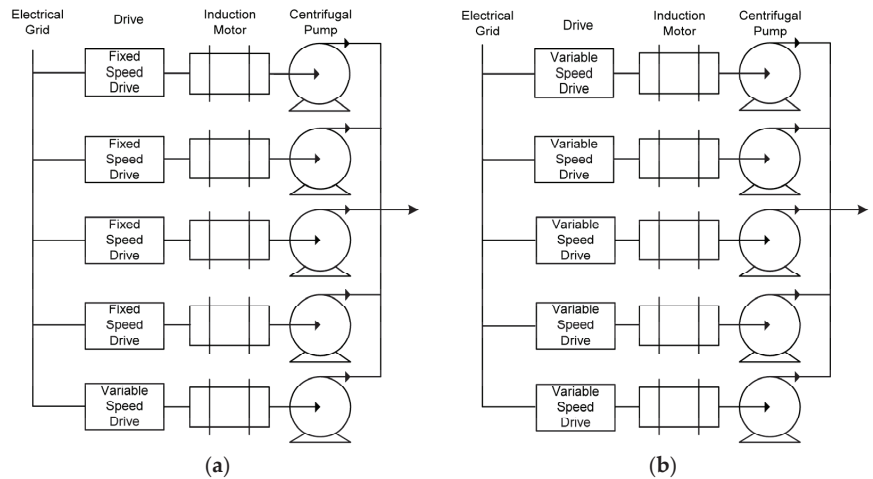 Electrical
Grid
Drive
Induction
Motor
Centrifugal
Pump
Fixed
Speed
Drive
Fixed
Speed
Drive
Fixed
Speed
Drive
Fixed
Speed
Drive
Variable
Speed
Drive
(a)
Electrical
Grid
Drive
Induction
Motor
Centrifugal
Pump
Variable
Speed
Drive
Variable
Speed
Drive
Variable
Speed
Drive
Variable
Speed
Drive
Variable
Speed
Drive
(b)